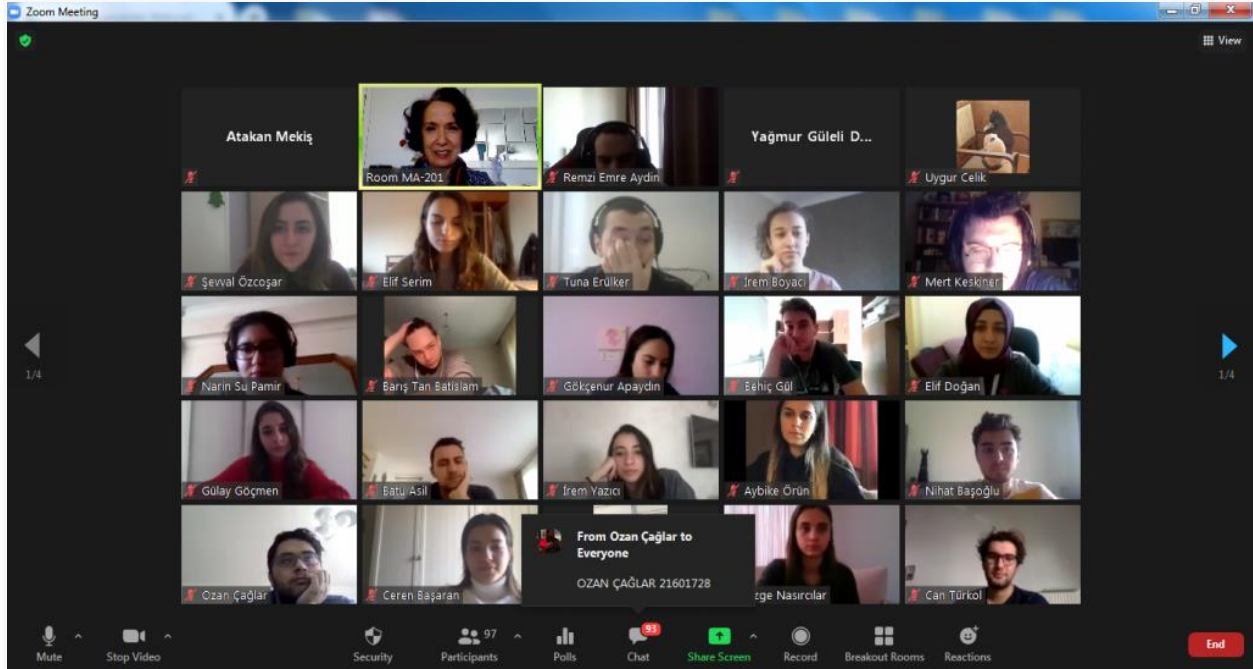 Zoom Meeting
View
Atakan Mekiş
Room MA-201
Remzi Emre Aydın
Yağmur Güleli D...
Uygur Celik
Şevval Özcoşar
Elif Serim
Tuna Erülker
İrem Boyacı
Mert Keskiner
Narin Su Pamir
Barış Tan Batislam
Gökçenur Apaydın
Behiç Gül
Elif Doğan
1/4
1/4
Gülay Göçmen
Batu Asil
İrem Yazıcı
Aybike Örün
Nihat Başoğlu
From Ozan Çağlar to
Everyone
OZAN ÇAĞLAR 21601728
Ozan Çağlar
Ceren Başaran
zge Nasırcılar
Can Türkol
97
93
Mute
Stop Video
Security
Participants
Polls
Chat
Share Screen
Record
Breakout Rooms
Reactions
End